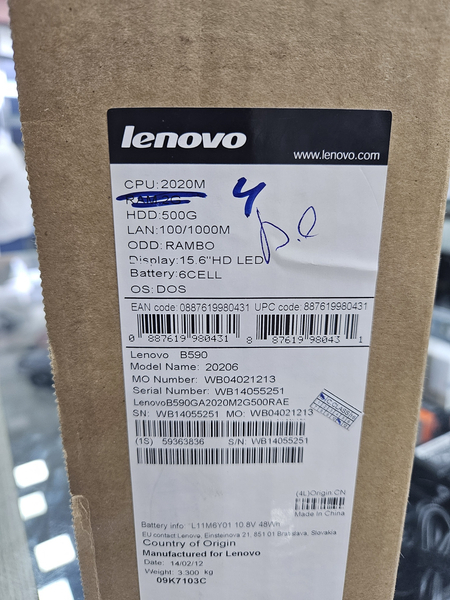 lenovo
www.lenovo.com
CPU:2020M
4
HDD:500G
LAN:100/1000M
ODD:RAMBO
Display:15.6"HD LED
Battery:6CELL
OS:DOS
EAN code: 0887619980431 UPC code: 887619980431
0 887619 980431 8 87619 98043 1
Lenovo B590
Model Name: 20206
MO Number: WB04021213
Serial Number: WB14055251
LenovoB590GA2020M2G500RAE
SN: WB14055251 MO: WB04021213
(1S) 59363836 S/N: WB14055251
(4L)Origin:CN
Made In China
Battery info: L11M6Y01 10.8V 48Wh
EU contact:Lenovo, Einsteinova 21, 851 01 Bratislava, Slovakia
Country of Origin
Manufactured for Lenovo
Date: 14/02/12
Weight: 3.300 kg
09K7103C